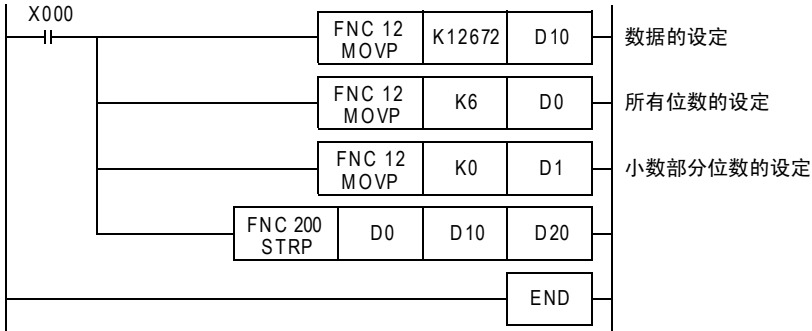 X000
FNC 12
MOVP K12672 D10 数据的设定
FNC 12
MOVP K6 D0 所有位数的设定
FNC 12
MOVP K0 D1 小数部分位数的设定
FNC 200
STRP D0 D10 D20
END